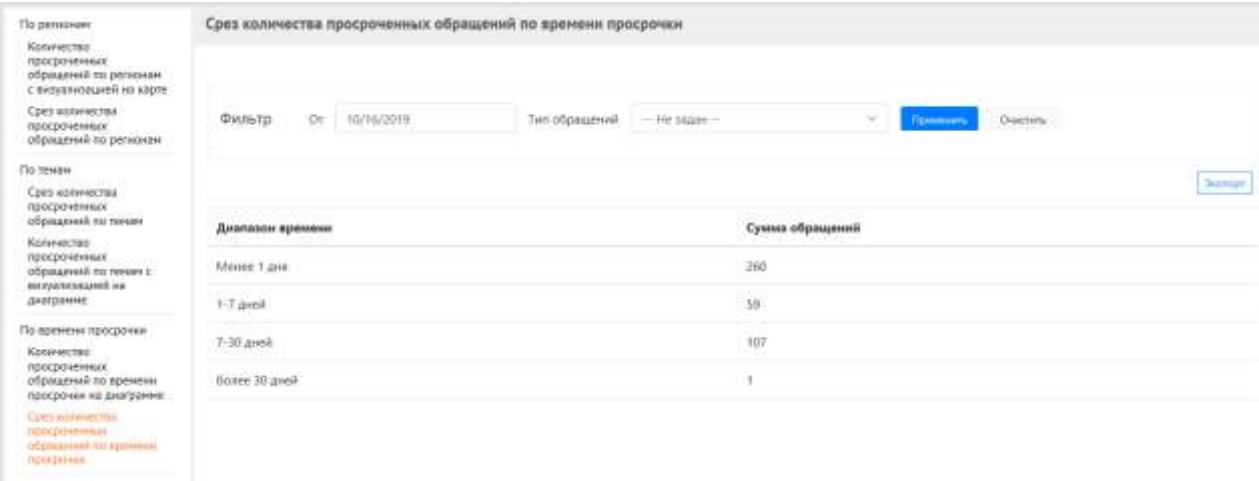 По регионам
Количество
просроченных
обращений по регионам
с визуализацией на карте
Срез количества
просроченных
обращений по регионам
По темам
Срез количества
просроченных
обращений по темам
Количество
просроченных
обращений по темам с
визуализацией на
диаграмме
По времени просрочки
Количество
просроченных
обращений по времени
просрочки на диаграмме
Срез количества
просроченных
обращений по времени
просрочки
Срез количества просроченных обращений по времени просрочки
Фильтр От 10/16/2019 Тип обращений -- Не задан -- Применить Очистить
Экспорт
Диапазон времени Сумма обращений
Менее 1 дня 260
1-7 дней 59
7-30 дней 107
более 30 дней 1